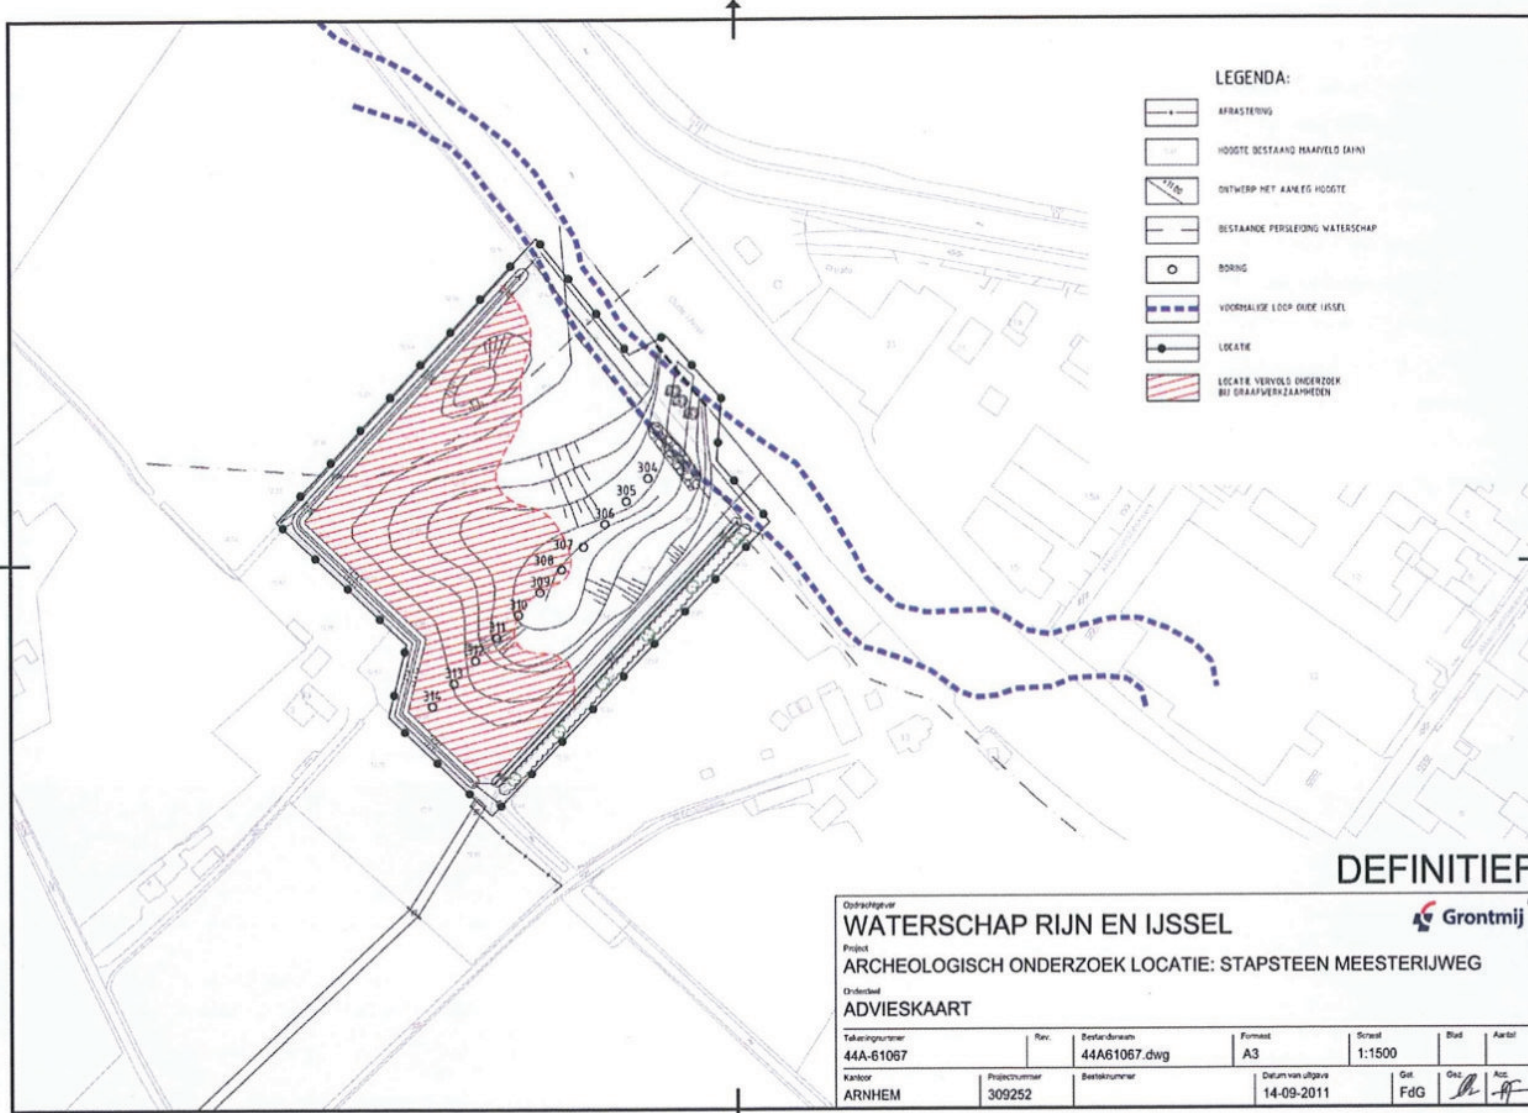 LEGENDA:
AFRASTERING
HOOGTE BESTAAND MAAIVELD (AHN)
+11.00
ONTWERP MET AANLEG HOOGTE
BESTAANDE PERSLEIDING WATERSCHAP
BORING
VOORMALIGE LOOP OUDE IJSSEL
LOCATIE
LOCATIE VERVOLG ONDERZOEK
BIJ GRAAFWERKZAAMHEDEN
304
305
306
307
308
309
310
311
312
313
314
DEFINITIEF
Opdrachtgever
WATERSCHAP RIJN EN IJSSEL
Grontmij
Project
ARCHEOLOGISCH ONDERZOEK LOCATIE: STAPSTEEN MEESTERIJWEG
Onderdeel
ADVIESKAART
Tekeningnummer Rev. Bestandsnaam Formaat Schaal Blad Aantal
44A-61067 44A61067.dwg A3 1:1500
Kantoor Projectnummer Besteknummer Datum van uitgave Get. Gez. Acc.
ARNHEM 309252 14-09-2011 FdG